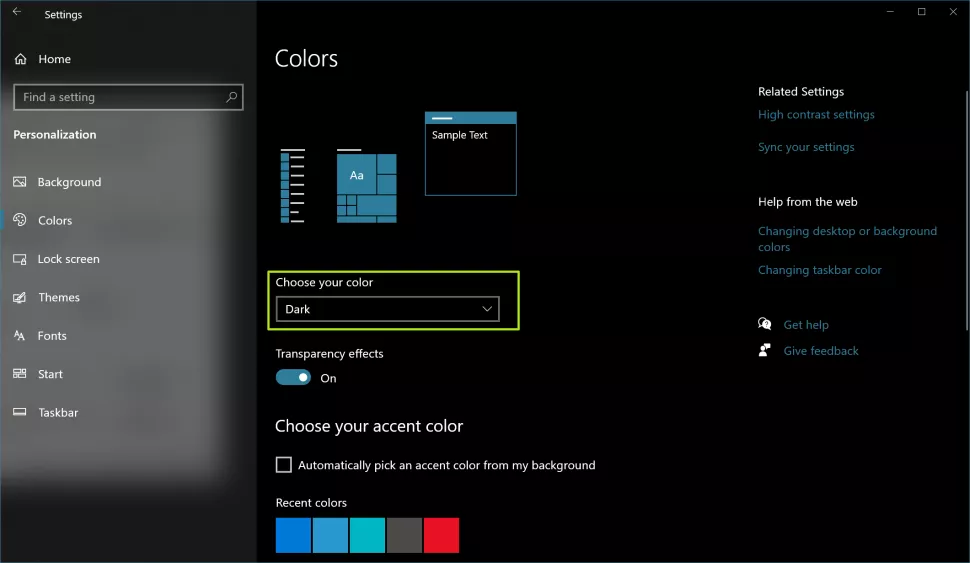 Settings
Home
Find a setting
Personalization
Background
Colors
Lock screen
Themes
Fonts
Start
Taskbar
Colors
Aa
Sample Text
Choose your color
Dark
Transparency effects
On
Choose your accent color
Automatically pick an accent color from my background
Recent colors
Related Settings
High contrast settings
Sync your settings
Help from the web
Changing desktop or background
colors
Changing taskbar color
Get help
Give feedback